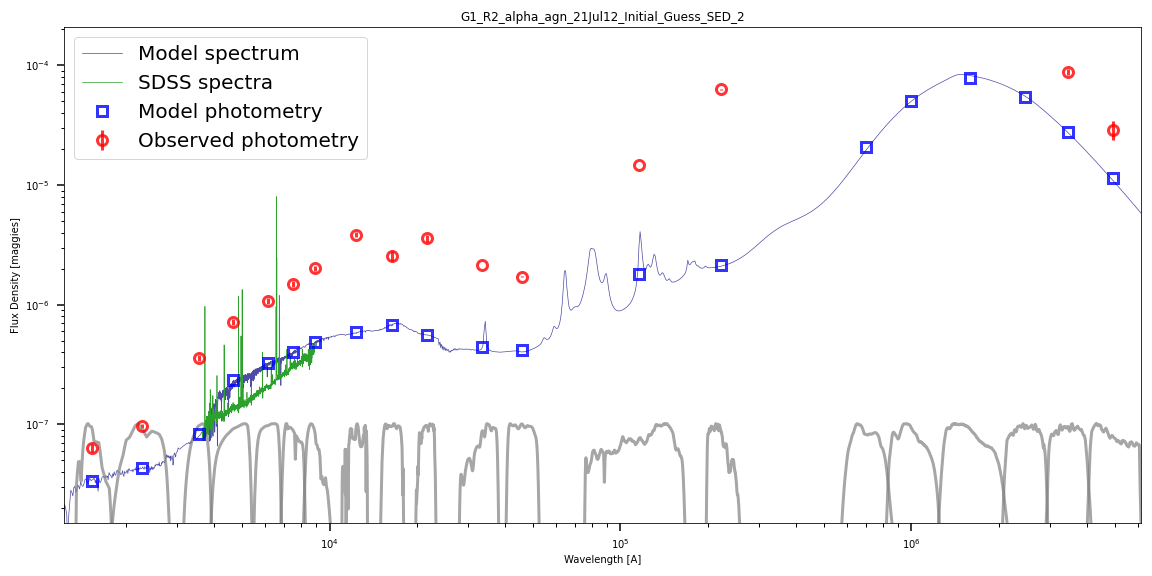 G1_R2_alpha_agn_21Jul12_Initial_Guess_SED_2
Model spectrum
SDSS spectra
Model photometry
Observed photometry
Flux Density [maggies]
10⁻⁴
10⁻⁵
10⁻⁶
10⁻⁷
10⁴ 10⁵ 10⁶
Wavelength [A]